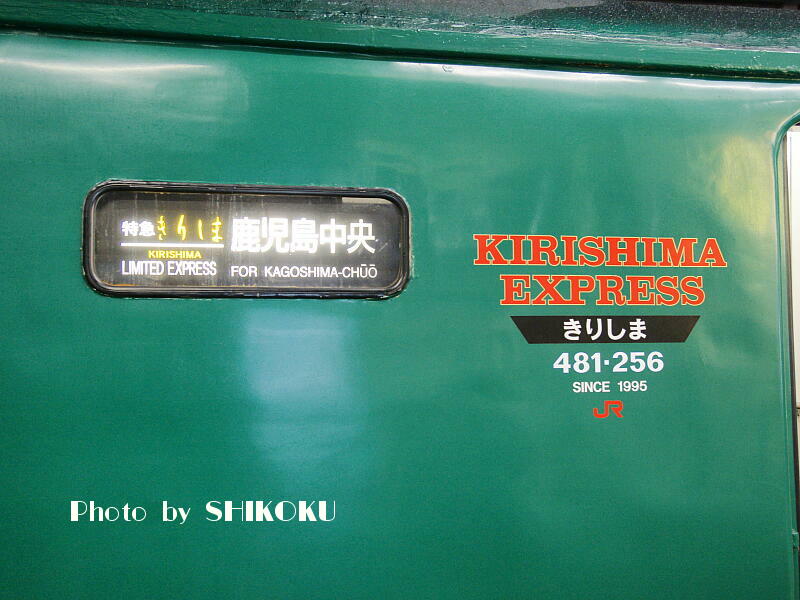 特急 きりしま
KIRISHIMA
LIMITED EXPRESS
鹿児島中央
FOR KAGOSHIMA-CHŪŌ
KIRISHIMA
EXPRESS
きりしま
481-256
SINCE 1995
JR
Photo by SHIKOKU